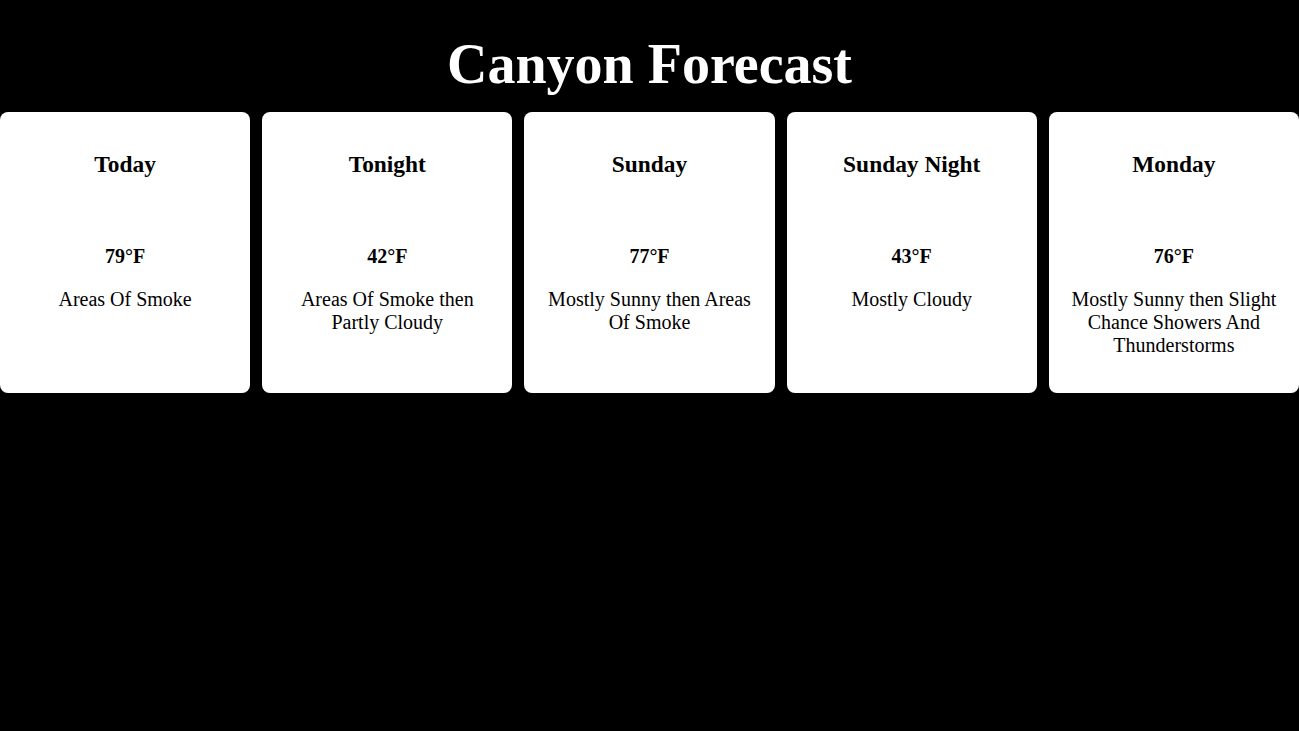 Canyon Forecast
Today
79°F
Areas Of Smoke
Tonight
42°F
Areas Of Smoke then
Partly Cloudy
Sunday
77°F
Mostly Sunny then Areas
Of Smoke
Sunday Night
43°F
Mostly Cloudy
Monday
76°F
Mostly Sunny then Slight
Chance Showers And
Thunderstorms